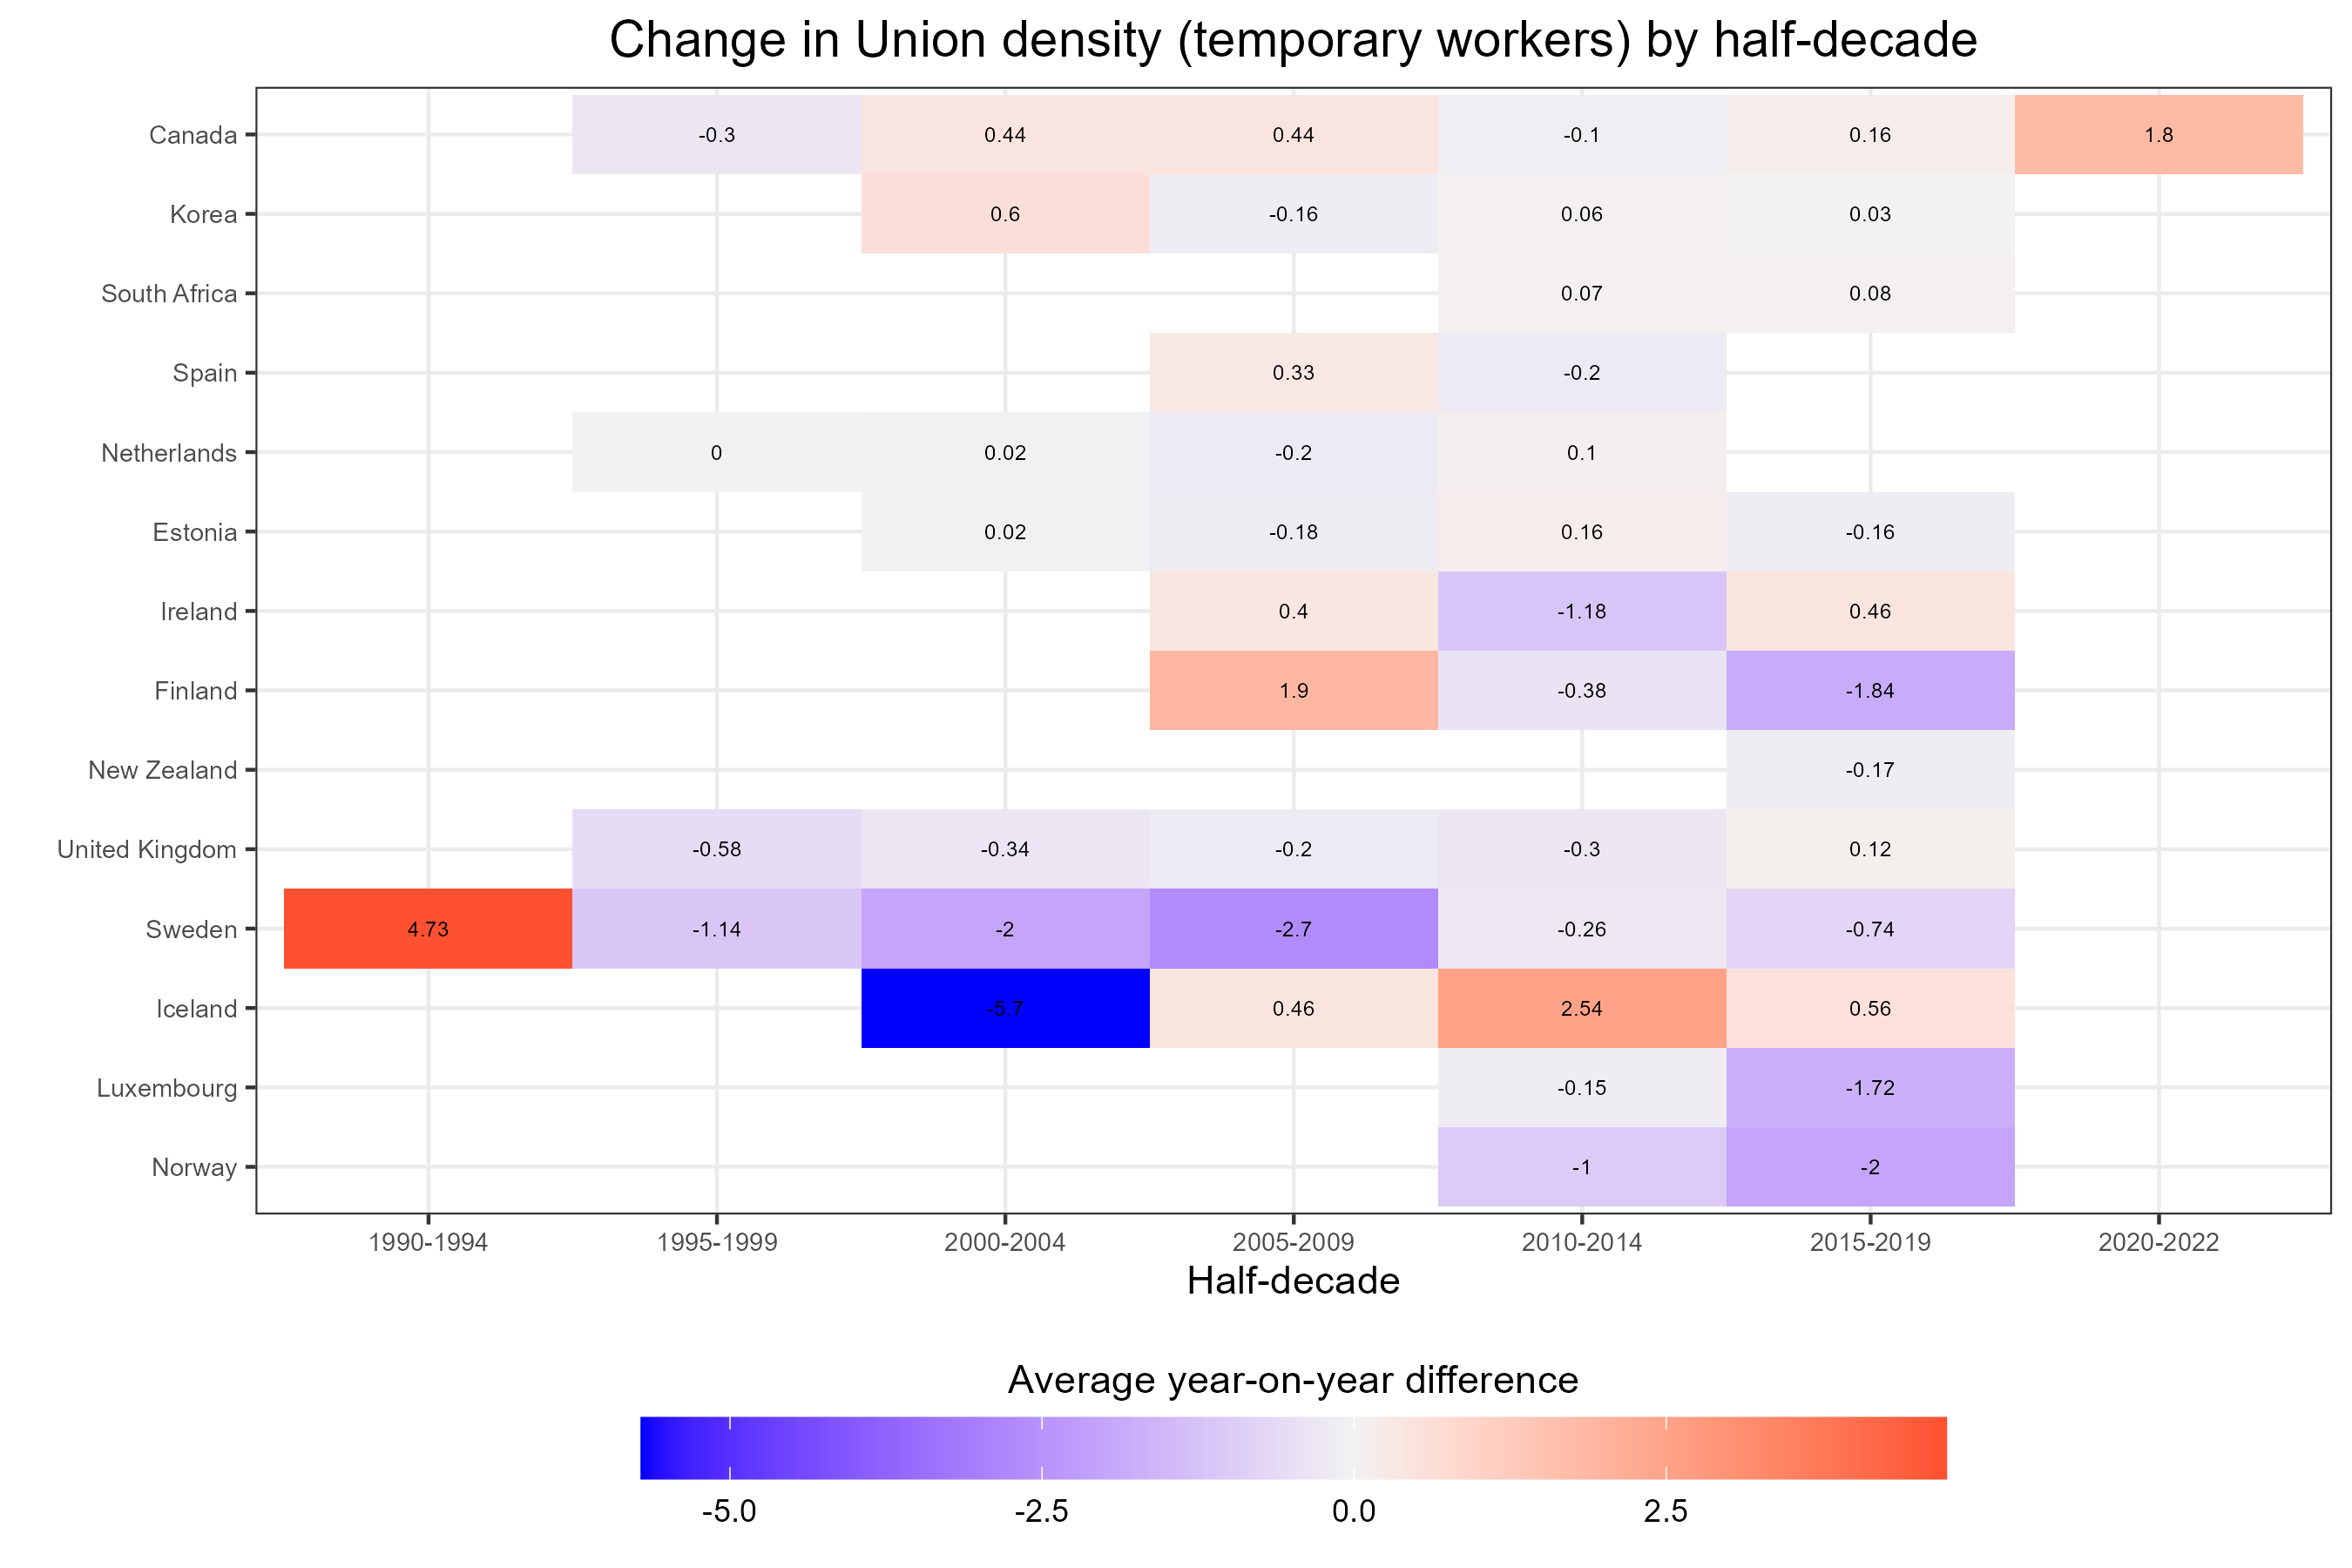 Change in Union density (temporary workers) by half-decade
Canada -0.3 0.44 0.44 -0.1 0.16 1.8
Korea 0.6 -0.16 0.06 0.03
South Africa 0.07 0.08
Spain 0.33 -0.2
Netherlands 0 0.02 -0.2 0.1
Estonia 0.02 -0.18 0.16 -0.16
Ireland 0.4 -1.18 0.46
Finland 1.9 -0.38 -1.84
New Zealand -0.17
United Kingdom -0.58 -0.34 -0.2 -0.3 0.12
Sweden 4.73 -1.14 -2 -2.7 -0.26 -0.74
Iceland -5.7 0.46 2.54 0.56
Luxembourg -0.15 -1.72
Norway -1 -2
1990-1994 1995-1999 2000-2004 2005-2009 2010-2014 2015-2019 2020-2022
Half-decade
Average year-on-year difference
-5.0 -2.5 0.0 2.5